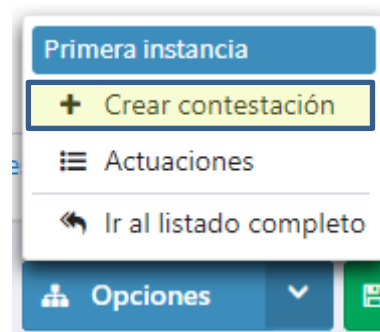 Primera instancia
Crear contestación
Actuaciones
Ir al listado completo
Opciones